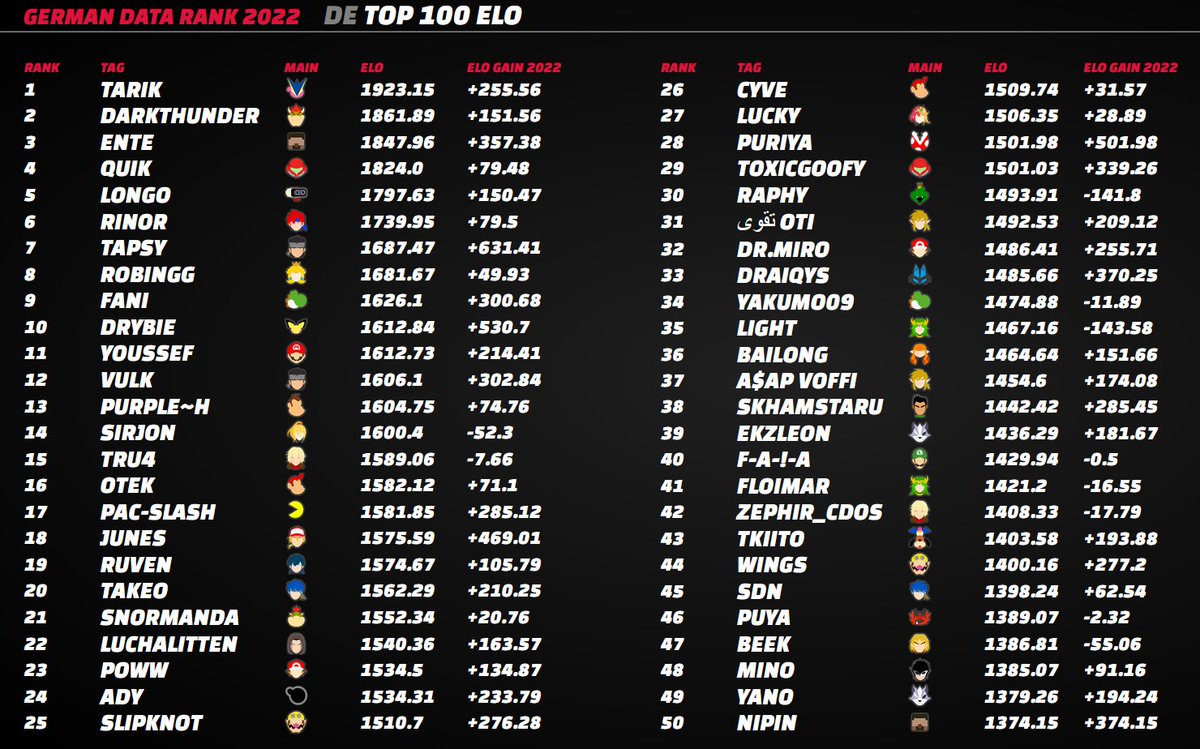 GERMAN DATA RANK 2022 DE TOP 100 ELO
RANK TAG MAIN ELO ELO GAIN 2022
1 TARIK 1923.15 +255.56
2 DARKTHUNDER 1861.89 +151.56
3 ENTE 1847.96 +357.38
4 QUIK 1824.0 +79.48
5 LONGO 1797.63 +150.47
6 RINOR 1739.95 +79.5
7 TAPSY 1687.47 +631.41
8 ROBINGG 1681.67 +49.93
9 FANI 1626.1 +300.68
10 DRYBIE 1612.84 +530.7
11 YOUSSEF 1612.73 +214.41
12 VULK 1606.1 +302.84
13 PURPLE~H 1604.75 +74.76
14 SIRJON 1600.4 -52.3
15 TRU4 1589.06 -7.66
16 OTEK 1582.12 +71.1
17 PAC-SLASH 1581.85 +285.12
18 JUNES 1575.59 +469.01
19 RUVEN 1574.67 +105.79
20 TAKEO 1562.29 +210.25
21 SNORMANDA 1552.34 +20.76
22 LUCHALITTEN 1540.36 +163.57
23 POWW 1534.5 +134.87
24 ADY 1534.31 +233.79
25 SLIPKNOT 1510.7 +276.28
RANK TAG MAIN ELO ELO GAIN 2022
26 CYVE 1509.74 +31.57
27 LUCKY 1506.35 +28.89
28 PURIYA 1501.98 +501.98
29 TOXICGOOFY 1501.03 +339.26
30 RAPHY 1493.91 -141.8
31 تقوى OTI 1492.53 +209.12
32 DR.MIRO 1486.41 +255.71
33 DRAIQYS 1485.66 +370.25
34 YAKUMO09 1474.88 -11.89
35 LIGHT 1467.16 -143.58
36 BAILONG 1464.64 +151.66
37 A$AP VOFFI 1454.6 +174.08
38 SKHAMSTARU 1442.42 +285.45
39 EKZLEON 1436.29 +181.67
40 F-A-!-A 1429.94 -0.5
41 FLOIMAR 1421.2 -16.55
42 ZEPHIR_CDOS 1408.33 -17.79
43 TKIITO 1403.58 +193.88
44 WINGS 1400.16 +277.2
45 SDN 1398.24 +62.54
46 PUYA 1389.07 -2.32
47 BEEK 1386.81 -55.06
48 MINO 1385.07 +91.16
49 YANO 1379.26 +194.24
50 NIPIN 1374.15 +374.15